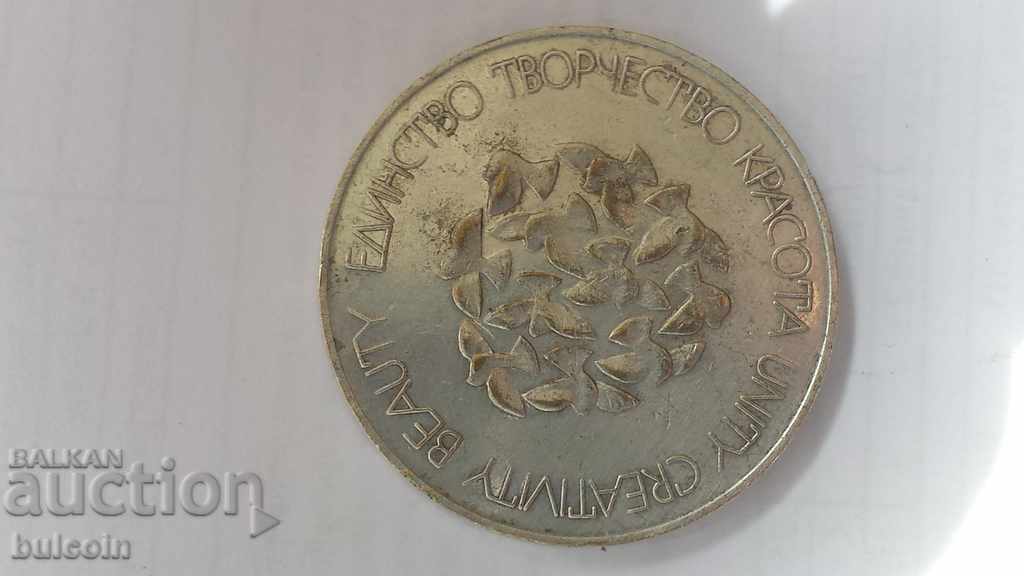 ЕДИНСТВО ТВОРЧЕСТВО КРАСОТА UNITY CREATIVITY BEAUTY
BALKAN
auction
bulcoin